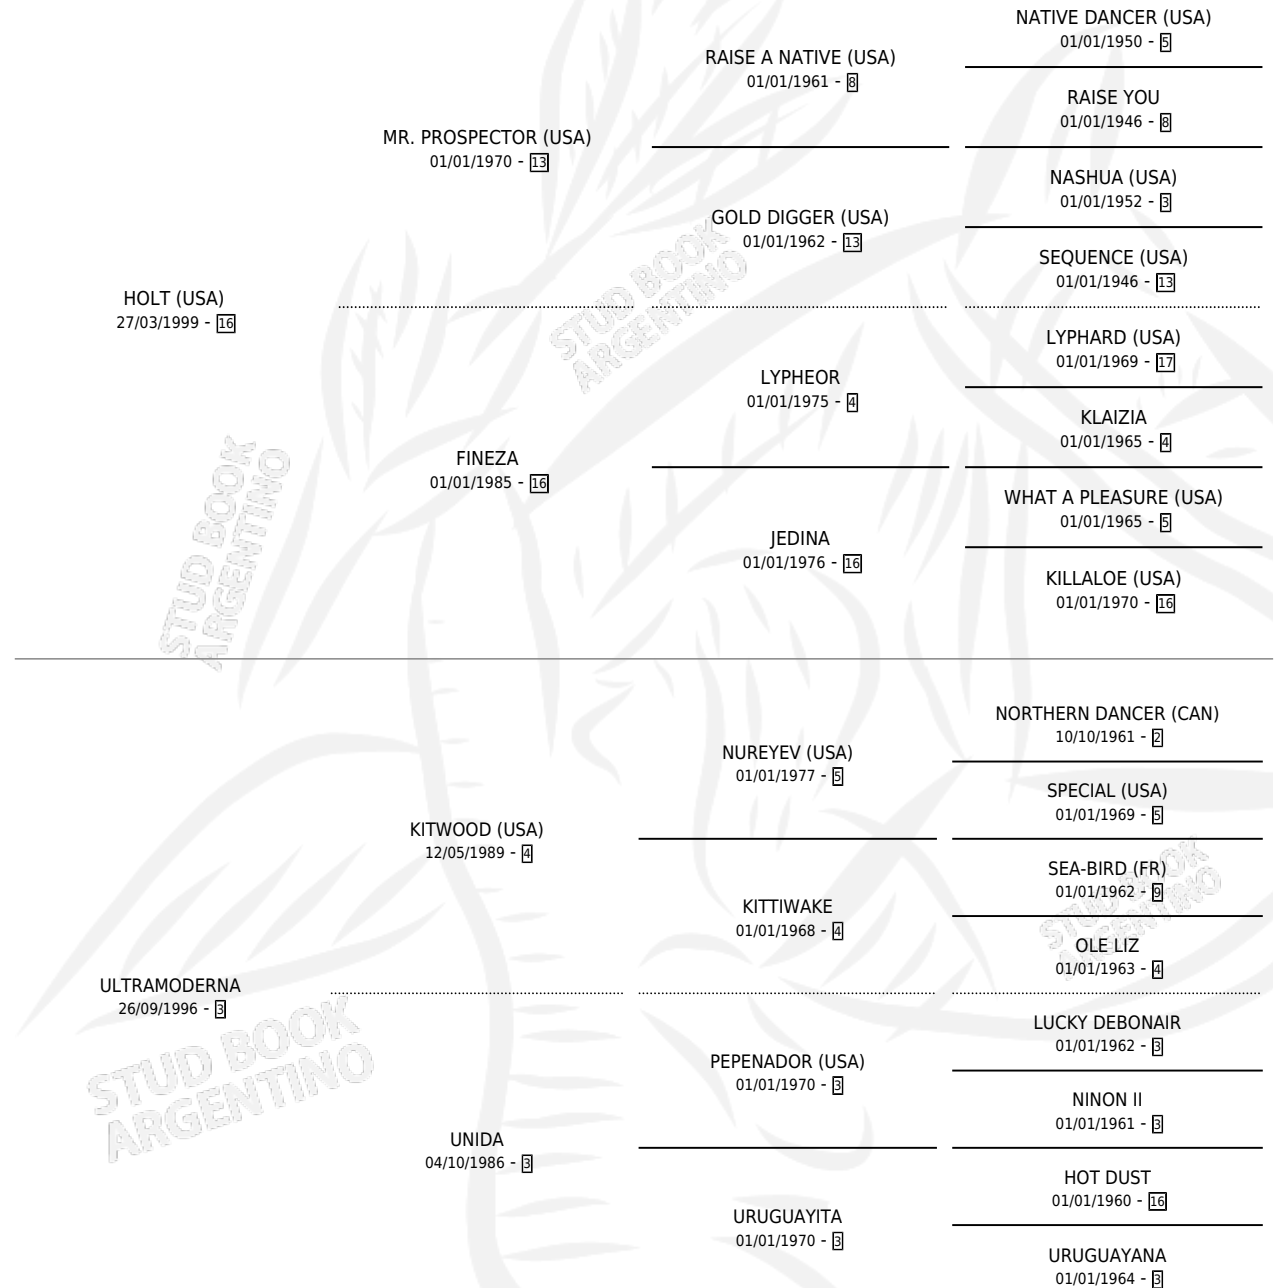 NATIVE DANCER (USA)
01/01/1950 - 5
RAISE A NATIVE (USA)
01/01/1961 - 8
RAISE YOU
01/01/1946 - 8
MR. PROSPECTOR (USA)
01/01/1970 - 13
NASHUA (USA)
01/01/1952 - 3
GOLD DIGGER (USA)
01/01/1962 - 13
SEQUENCE (USA)
01/01/1946 - 13
HOLT (USA)
27/03/1999 - 16
STUD BOOK
ARGENTINO
LYPHARD (USA)
01/01/1969 - 17
LYPHEOR
01/01/1975 - 4
KLAIZIA
01/01/1965 - 4
FINEZA
01/01/1985 - 16
WHAT A PLEASURE (USA)
01/01/1965 - 5
JEDINA
01/01/1976 - 16
KILLALOE (USA)
01/01/1970 - 16
STUD BOOK
ARGENTINO
NORTHERN DANCER (CAN)
10/10/1961 - 2
NUREYEV (USA)
01/01/1977 - 5
SPECIAL (USA)
01/01/1969 - 5
KITWOOD (USA)
12/05/1989 - 4
SEA-BIRD (FR)
01/01/1962 - 9
KITTIWAKE
01/01/1968 - 4
STUD BOOK
ARGENTINO
OLE LIZ
01/01/1963 - 4
ULTRAMODERNA
26/09/1996 - 3
STUD BOOK
ARGENTINO
LUCKY DEBONAIR
01/01/1962 - 3
PEPENADOR (USA)
01/01/1970 - 3
NINON II
01/01/1961 - 3
UNIDA
04/10/1986 - 3
HOT DUST
01/01/1960 - 16
URUGUAYITA
01/01/1970 - 3
URUGUAYANA
01/01/1964 - 3